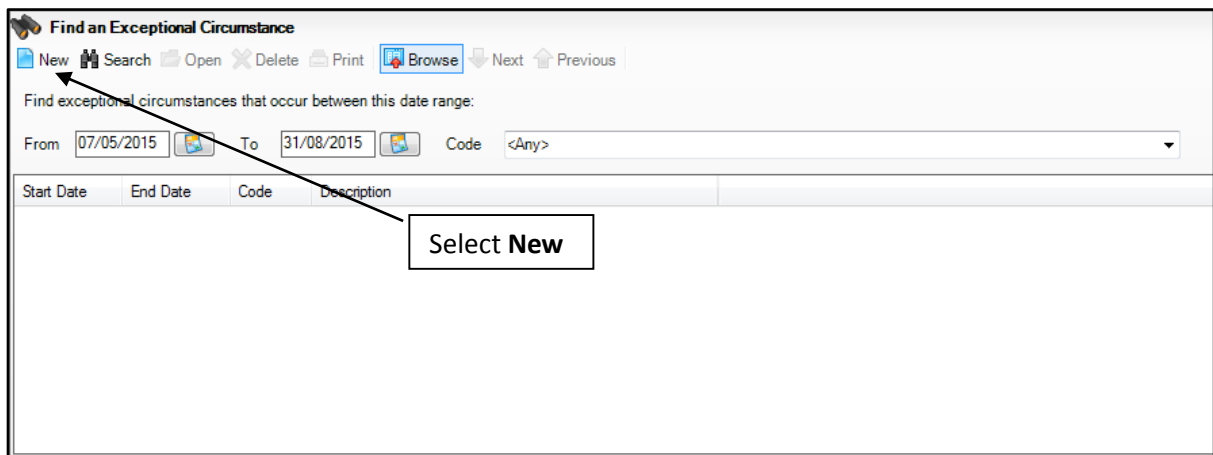 Find an Exceptional Circumstance
New Search Open Delete Print Browse Next Previous
Find exceptional circumstances that occur between this date range:
From 07/05/2015 To 31/08/2015 Code <Any>
Start Date End Date Code Description
Select New